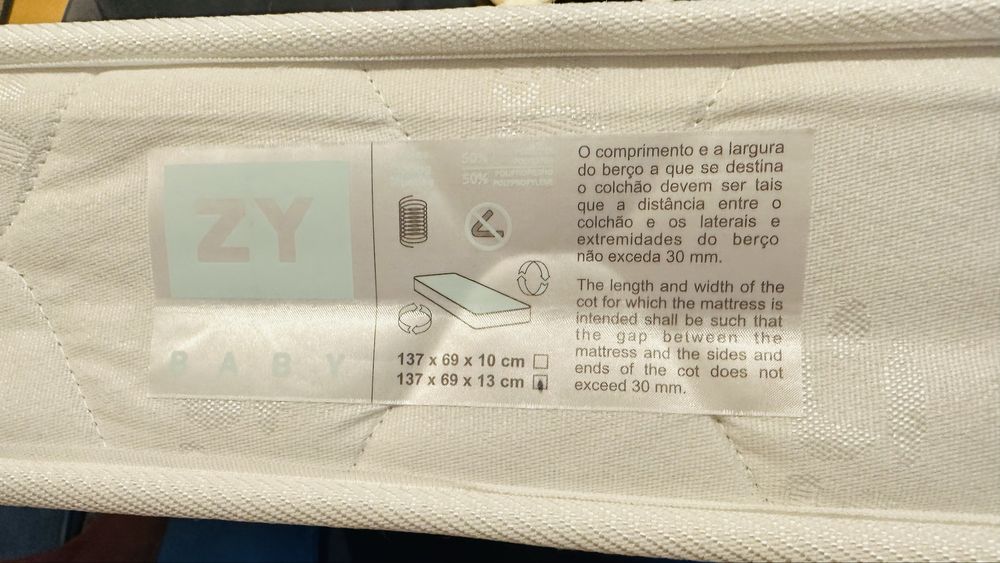 ZY
BABY
50%
50% POLIPROPILENO
POLYPROPYLENE
137 x 69 x 10 cm
137 x 69 x 13 cm
O comprimento e a largura
do berço a que se destina
o colchão devem ser tais
que a distância entre o
colchão e os laterais e
extremidades do berço
não exceda 30 mm.
The length and width of the
cot for which the mattress is
intended shall be such that
the gap between the
mattress and the sides and
ends of the cot does not
exceed 30 mm.